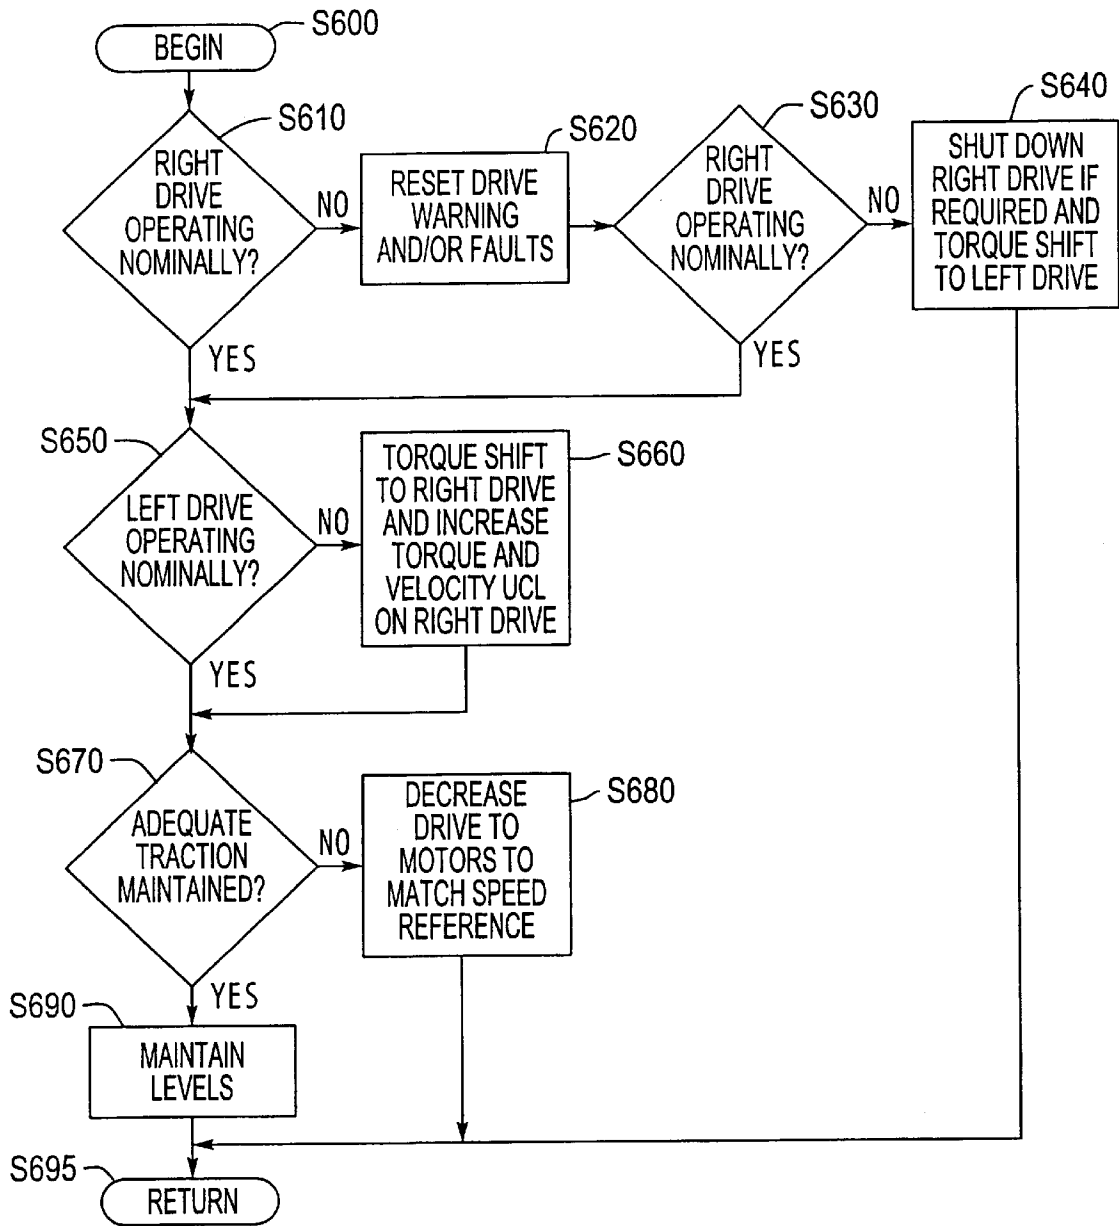 S600
BEGIN
S610
RIGHT
DRIVE
OPERATING
NOMINALLY?
NO
YES
S620
RESET DRIVE
WARNING
AND/OR FAULTS
S630
RIGHT
DRIVE
OPERATING
NOMINALLY?
NO
YES
S640
SHUT DOWN
RIGHT DRIVE IF
REQUIRED AND
TORQUE SHIFT
TO LEFT DRIVE
S650
LEFT DRIVE
OPERATING
NOMINALLY?
NO
YES
S660
TORQUE SHIFT
TO RIGHT DRIVE
AND INCREASE
TORQUE AND
VELOCITY UCL
ON RIGHT DRIVE
S670
ADEQUATE
TRACTION
MAINTAINED?
NO
YES
S680
DECREASE
DRIVE TO
MOTORS TO
MATCH SPEED
REFERENCE
S690
MAINTAIN
LEVELS
S695
RETURN